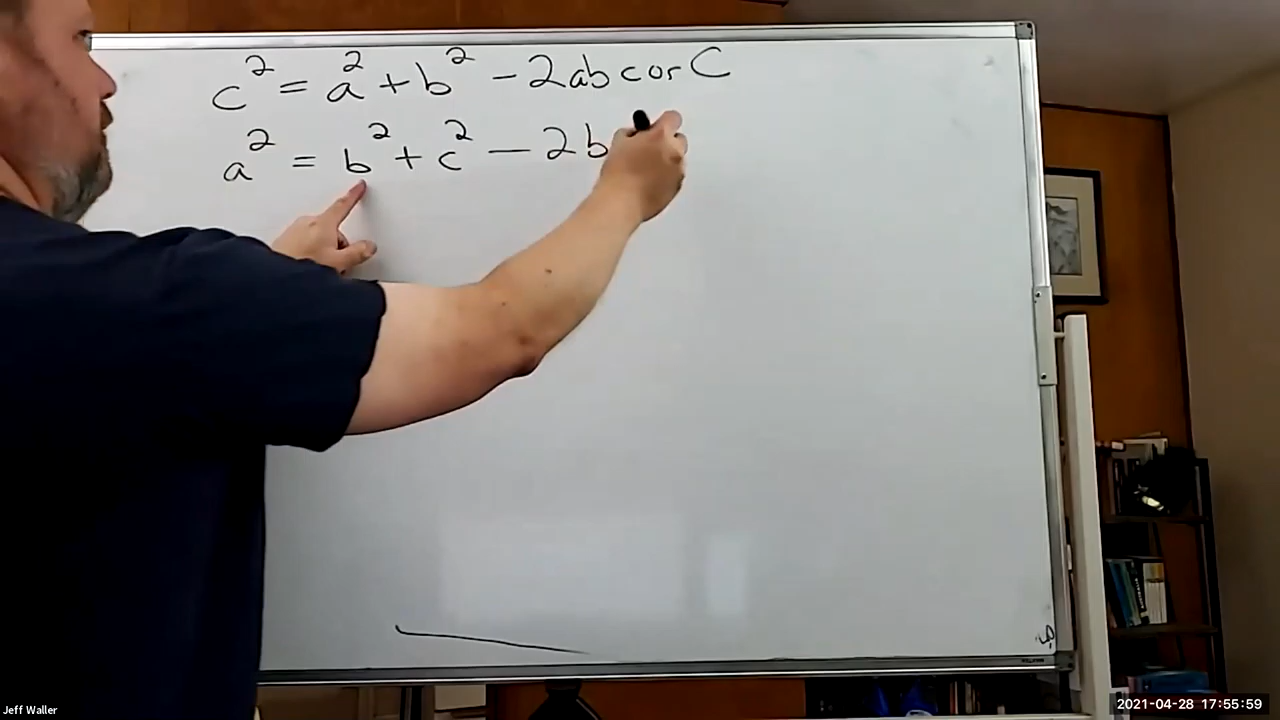 c² = a² + b² - 2ab cos C
a² = b² + c² - 2b
Jeff Waller
2021-04-28 17:55:59